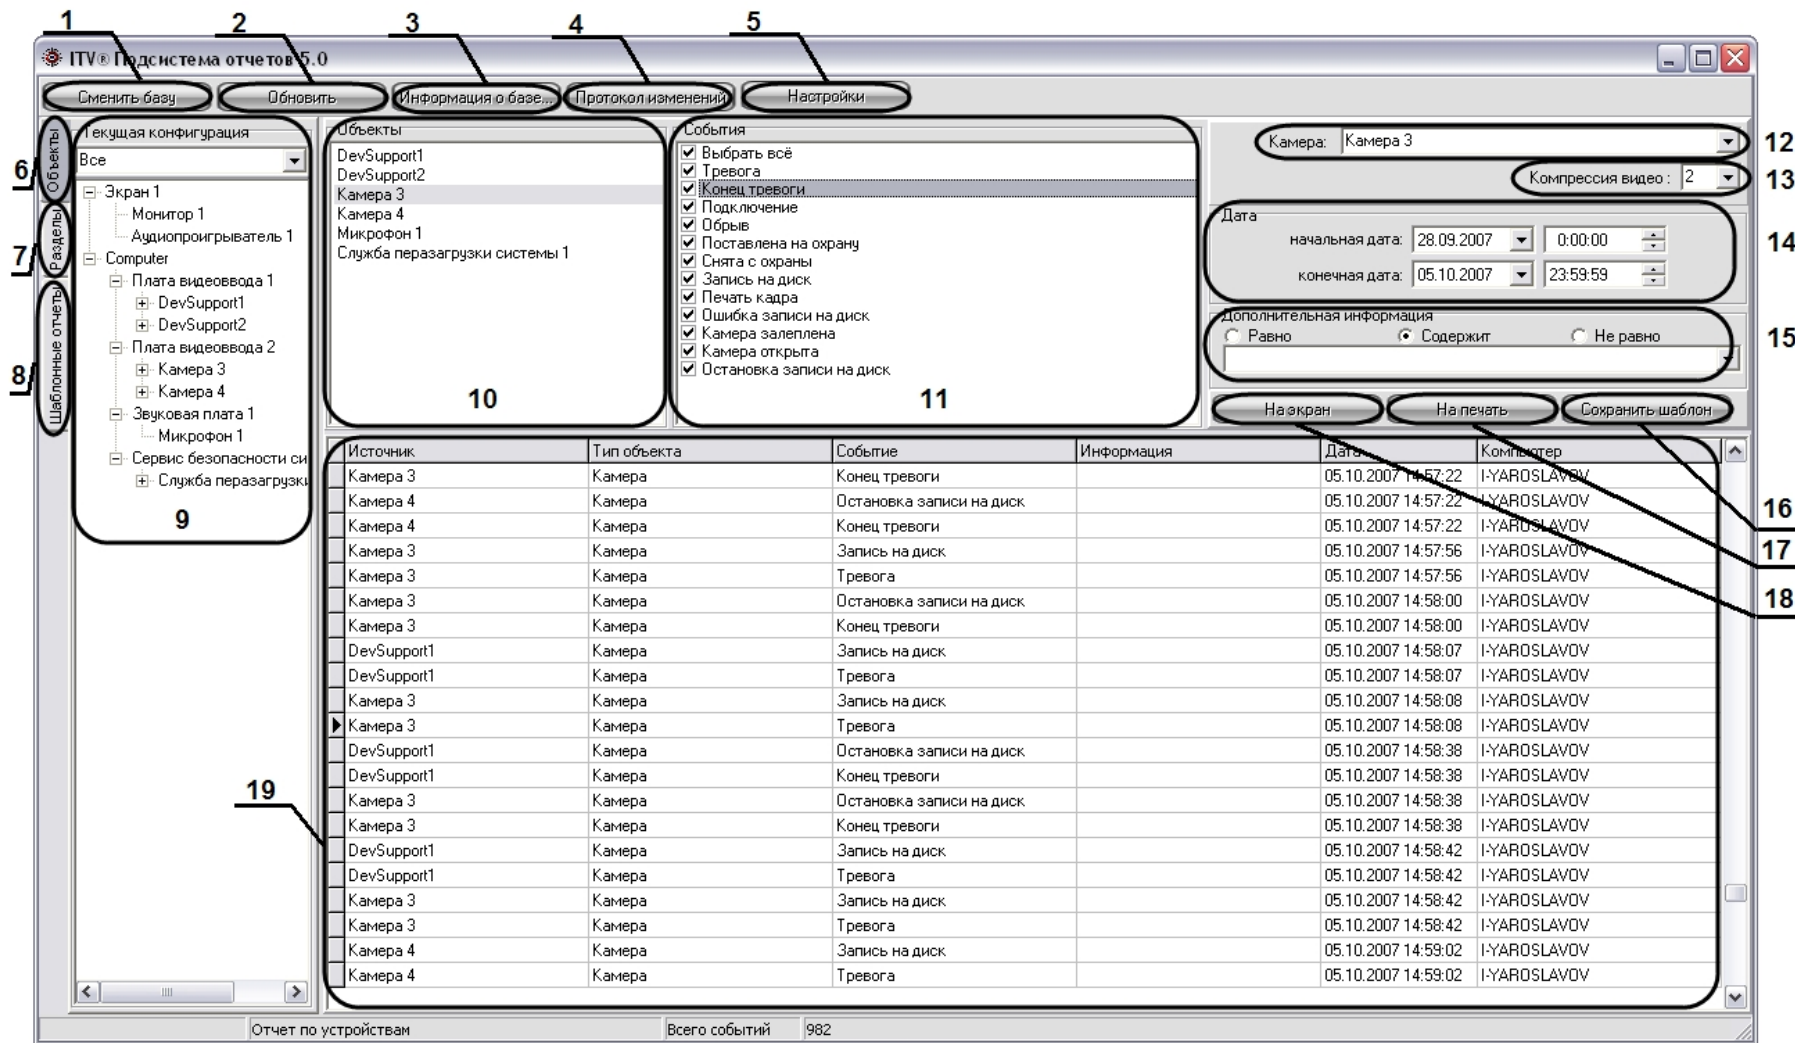 1 2 3 4 5
ITV® Подсистема отчетов 5.0
Сменить базу Обновить Информация о базе... Протокол изменений Настройки
6 Объекты
7 Разделы
8 Шаблонные отчеты
Текущая конфигурация
Все
Экран 1
Монитор 1
Аудиопроигрыватель 1
Computer
Плата видеоввода 1
DevSupport1
DevSupport2
Плата видеоввода 2
Камера 3
Камера 4
Звуковая плата 1
Микрофон 1
Сервис безопасности си
Служба перазагрузки
9
Объекты
DevSupport1
DevSupport2
Камера 3
Камера 4
Микрофон 1
Служба перазагрузки системы 1
10
События
Выбрать всё
Тревога
Конец тревоги
Подключение
Обрыв
Поставлена на охрану
Снята с охраны
Запись на диск
Печать кадра
Ошибка записи на диск
Камера залеплена
Камера открыта
Остановка записи на диск
11
Камера: Камера 3 12
Компрессия видео : 2 13
Дата
начальная дата: 28.09.2007 0:00:00 14
конечная дата: 05.10.2007 23:59:59
Дополнительная информация
Равно Содержит Не равно 15
На экран На печать Сохранить шаблон
16
17
18
19
Источник Тип объекта Событие Информация Дата Компьютер
Камера 3 Камера Конец тревоги 05.10.2007 14:57:22 I-YAROSLAVOV
Камера 4 Камера Остановка записи на диск 05.10.2007 14:57:22 I-YAROSLAVOV
Камера 4 Камера Конец тревоги 05.10.2007 14:57:22 I-YAROSLAVOV
Камера 3 Камера Запись на диск 05.10.2007 14:57:56 I-YAROSLAVOV
Камера 3 Камера Тревога 05.10.2007 14:57:56 I-YAROSLAVOV
Камера 3 Камера Остановка записи на диск 05.10.2007 14:58:00 I-YAROSLAVOV
Камера 3 Камера Конец тревоги 05.10.2007 14:58:00 I-YAROSLAVOV
DevSupport1 Камера Запись на диск 05.10.2007 14:58:07 I-YAROSLAVOV
DevSupport1 Камера Тревога 05.10.2007 14:58:07 I-YAROSLAVOV
Камера 3 Камера Запись на диск 05.10.2007 14:58:08 I-YAROSLAVOV
Камера 3 Камера Тревога 05.10.2007 14:58:08 I-YAROSLAVOV
DevSupport1 Камера Остановка записи на диск 05.10.2007 14:58:38 I-YAROSLAVOV
DevSupport1 Камера Конец тревоги 05.10.2007 14:58:38 I-YAROSLAVOV
Камера 3 Камера Остановка записи на диск 05.10.2007 14:58:38 I-YAROSLAVOV
Камера 3 Камера Конец тревоги 05.10.2007 14:58:38 I-YAROSLAVOV
DevSupport1 Камера Запись на диск 05.10.2007 14:58:42 I-YAROSLAVOV
DevSupport1 Камера Тревога 05.10.2007 14:58:42 I-YAROSLAVOV
Камера 3 Камера Запись на диск 05.10.2007 14:58:42 I-YAROSLAVOV
Камера 3 Камера Тревога 05.10.2007 14:58:42 I-YAROSLAVOV
Камера 4 Камера Запись на диск 05.10.2007 14:59:02 I-YAROSLAVOV
Камера 4 Камера Тревога 05.10.2007 14:59:02 I-YAROSLAVOV
Отчет по устройствам Всего событий 982